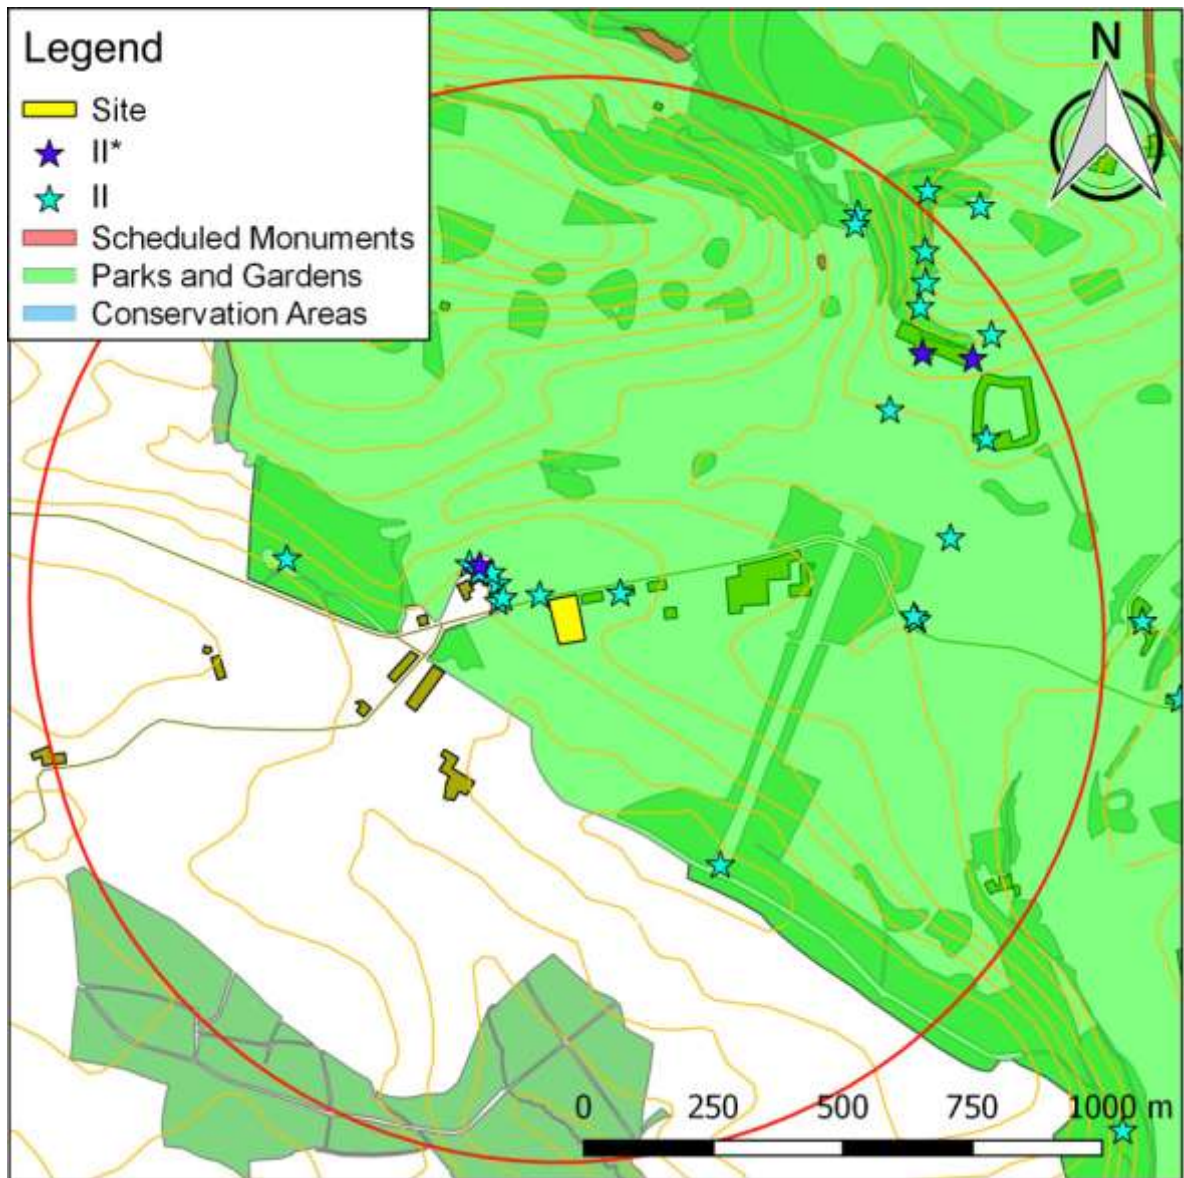 Legend
Site
II*
II
Scheduled Monuments
Parks and Gardens
Conservation Areas
N
0 250 500 750 1000 m